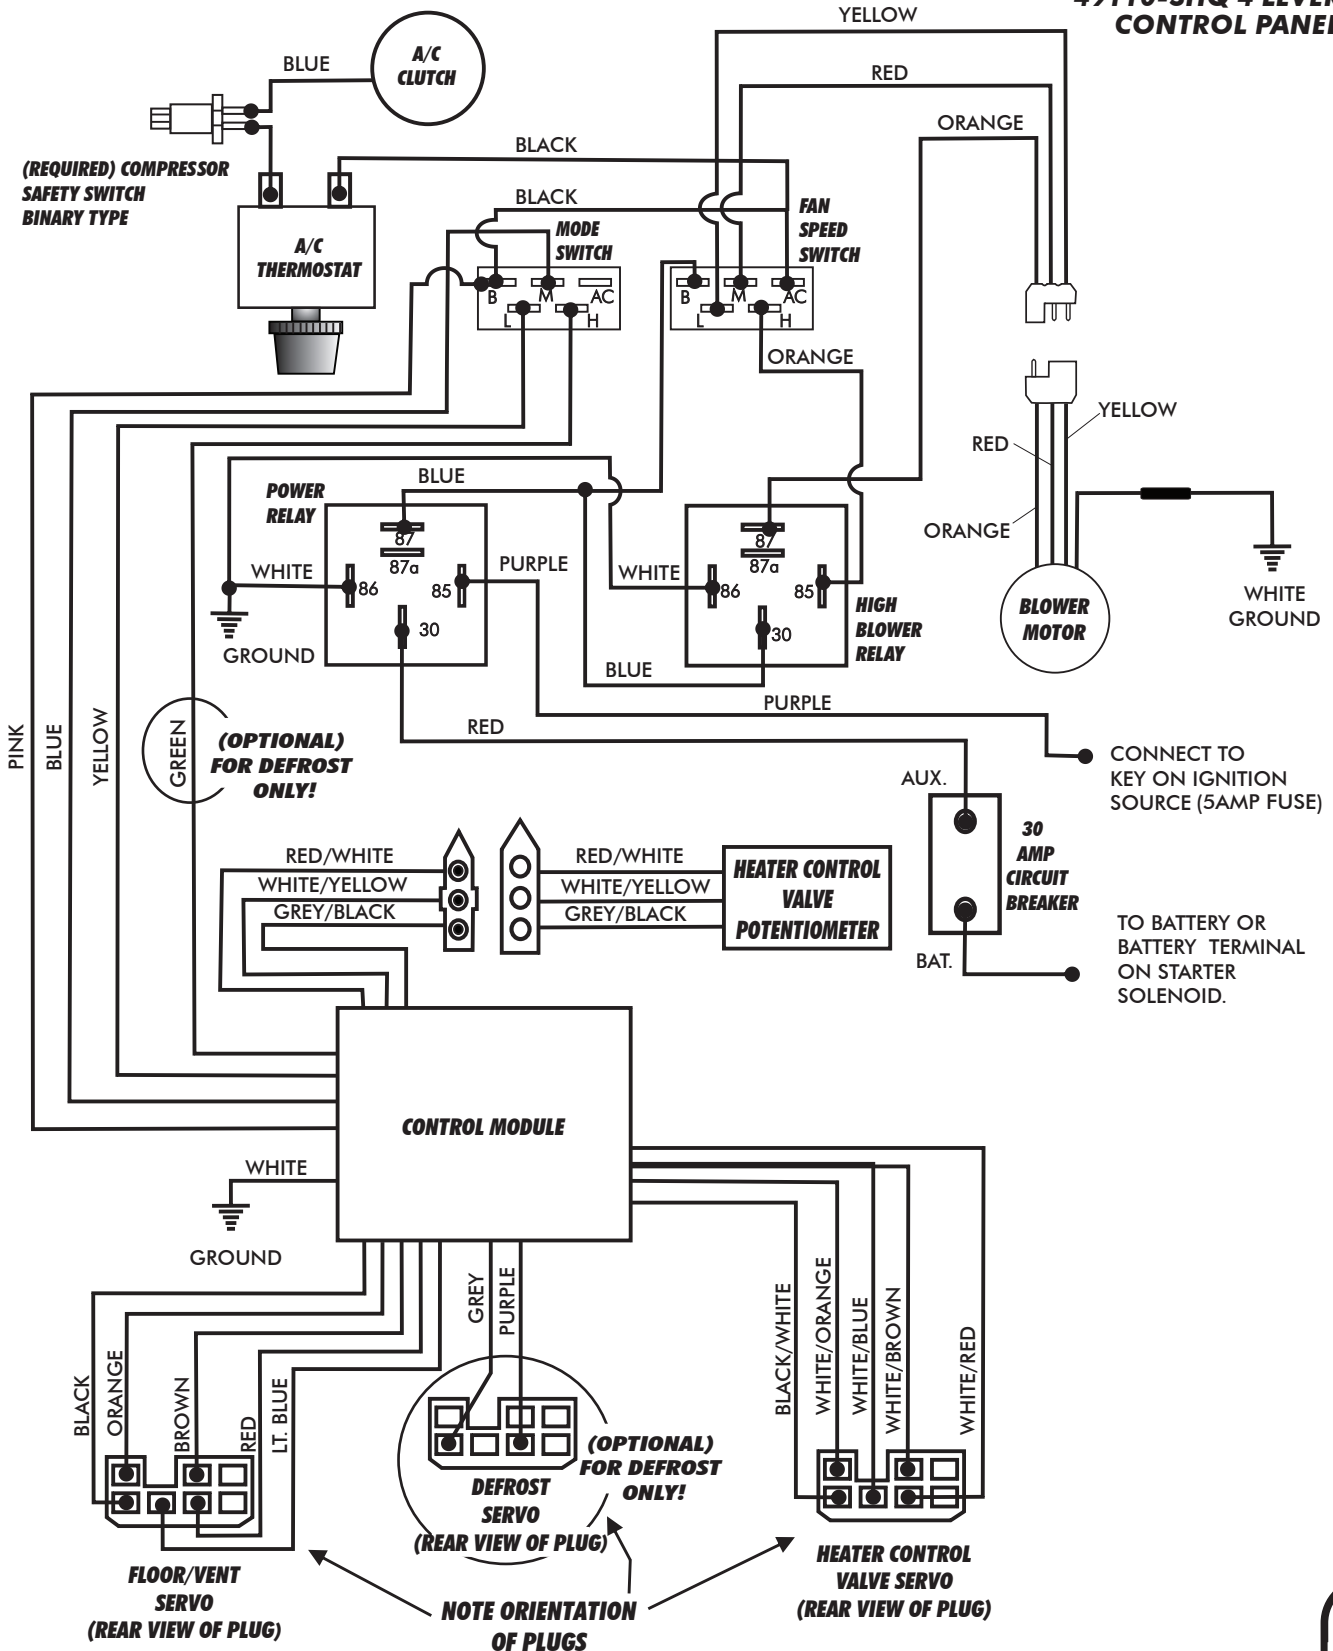 CONTROL PANEL
YELLOW
RED
ORANGE
BLUE
A/C
CLUTCH
(REQUIRED) COMPRESSOR
SAFETY SWITCH
BINARY TYPE
BLACK
BLACK
A/C
THERMOSTAT
MODE
SWITCH
FAN
SPEED
SWITCH
B
M
AC
L
H
B
M
AC
L
H
ORANGE
YELLOW
RED
ORANGE
BLOWER
MOTOR
WHITE
GROUND
POWER
RELAY
BLUE
87
87a
86
85
30
WHITE
GROUND
PURPLE
WHITE
87
87a
86
85
30
HIGH
BLOWER
RELAY
BLUE
PURPLE
RED
PINK
BLUE
YELLOW
GREEN
(OPTIONAL)
FOR DEFROST
ONLY!
CONNECT TO
KEY ON IGNITION
SOURCE (5AMP FUSE)
AUX.
30
AMP
CIRCUIT
BREAKER
BAT.
TO BATTERY OR
BATTERY TERMINAL
ON STARTER
SOLENOID.
RED/WHITE
WHITE/YELLOW
GREY/BLACK
RED/WHITE
WHITE/YELLOW
GREY/BLACK
HEATER CONTROL
VALVE
POTENTIOMETER
CONTROL MODULE
WHITE
GROUND
BLACK
ORANGE
BROWN
RED
LT. BLUE
GREY
PURPLE
BLACK/WHITE
WHITE/ORANGE
WHITE/BLUE
WHITE/BROWN
WHITE/RED
FLOOR/VENT
SERVO
(REAR VIEW OF PLUG)
DEFROST
SERVO
(REAR VIEW OF PLUG)
(OPTIONAL)
FOR DEFROST
ONLY!
HEATER CONTROL
VALVE SERVO
(REAR VIEW OF PLUG)
NOTE ORIENTATION
OF PLUGS